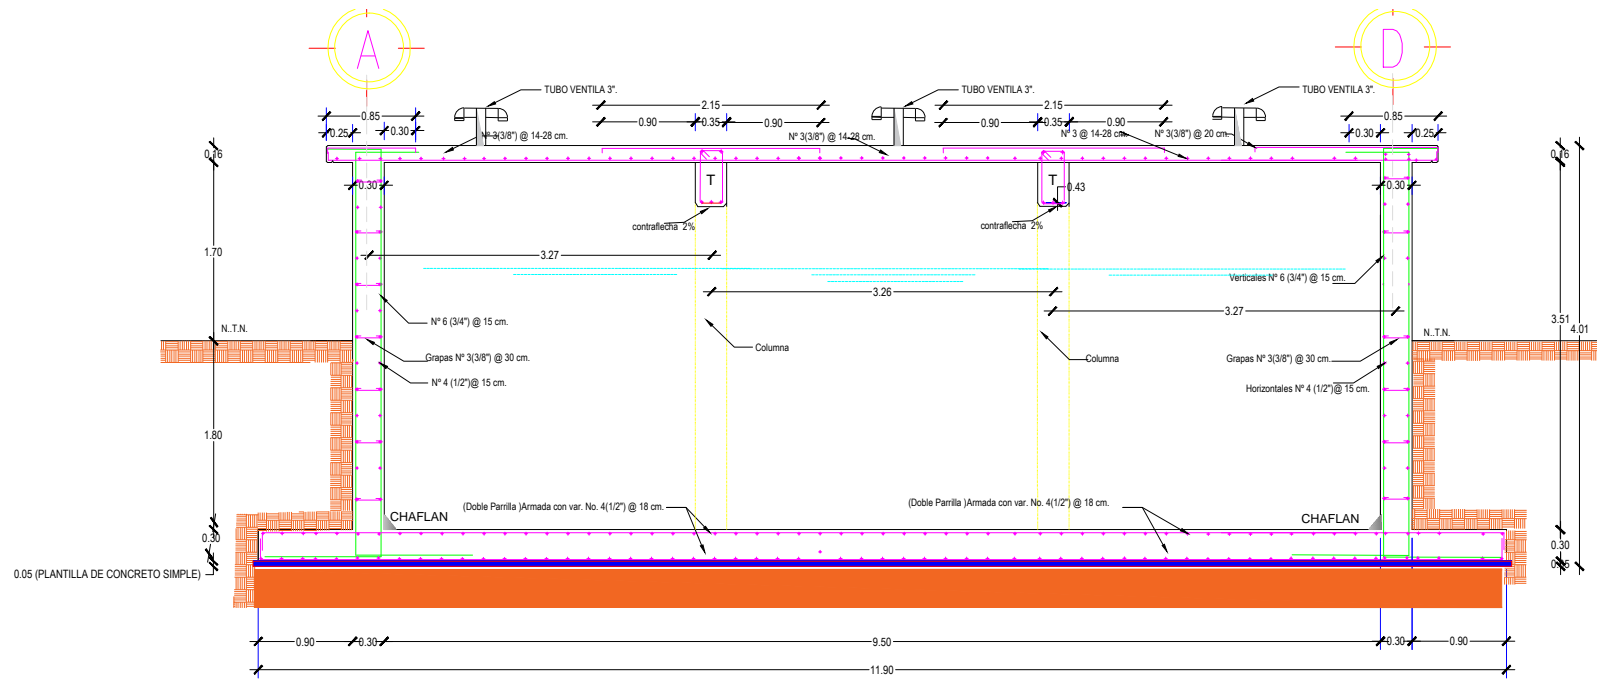 A
D
TUBO VENTILA 3".
TUBO VENTILA 3".
TUBO VENTILA 3".
0.85
2.15
2.15
0.85
0.25
0.30
0.90
0.35
0.90
0.90
0.35
0.90
0.30
0.25
Nº 3(3/8") @ 14-28 cm.
Nº 3(3/8") @ 14-28 cm.
Nº 3 @ 14-28 cm.
Nº 3(3/8") @ 20 cm.
0.16
0.16
0.30
T
T
0.43
0.30
contraflecha 2%
contraflecha 2%
1.70
3.27
3.26
3.27
Verticales Nº 6 (3/4") @ 15 cm.
Nº 6 (3/4") @ 15 cm.
3.51
4.01
N..T.N.
N..T.N.
Columna
Columna
Grapas Nº 3(3/8") @ 30 cm.
Grapas Nº 3(3/8") @ 30 cm.
Nº 4 (1/2")@ 15 cm.
Horizontales Nº 4 (1/2")@ 15 cm.
1.80
(Doble Parrilla )Armada con var. No. 4(1/2") @ 18 cm.
(Doble Parrilla )Armada con var. No. 4(1/2") @ 18 cm.
CHAFLAN
CHAFLAN
0.30
0.30
0.05 (PLANTILLA DE CONCRETO SIMPLE)
0.05
0.90
0.30
9.50
0.30
0.90
11.90